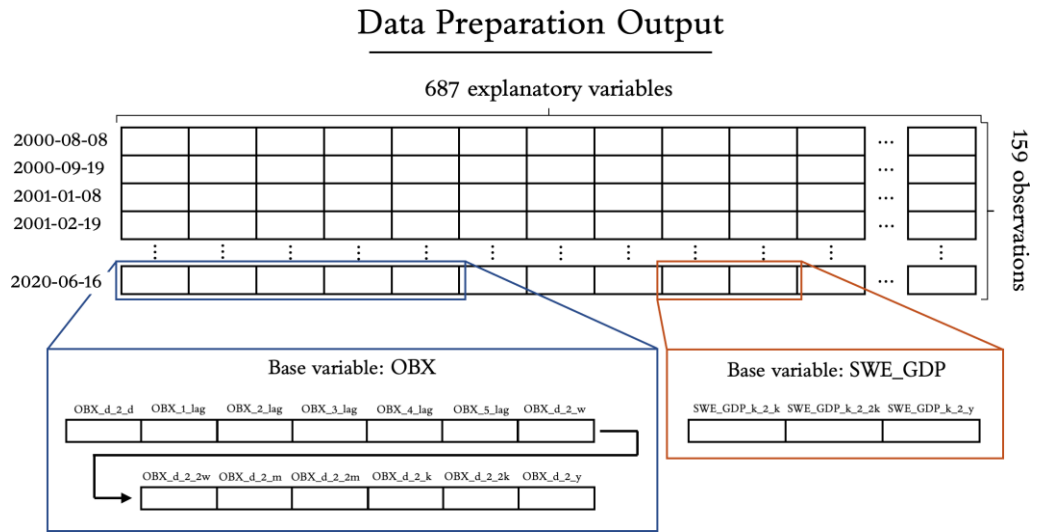 Data Preparation Output
687 explanatory variables
2000-08-08
2000-09-19
2001-01-08
2001-02-19
2020-06-16
159 observations
...
...
...
...
...
Base variable: OBX
OBX_d_2_d OBX_1_lag OBX_2_lag OBX_3_lag OBX_4_lag OBX_5_lag OBX_d_2_w
OBX_d_2_2w OBX_d_2_m OBX_d_2_2m OBX_d_2_k OBX_d_2_2k OBX_d_2_y
Base variable: SWE_GDP
SWE_GDP_k_2_k SWE_GDP_k_2_2k SWE_GDP_k_2_y